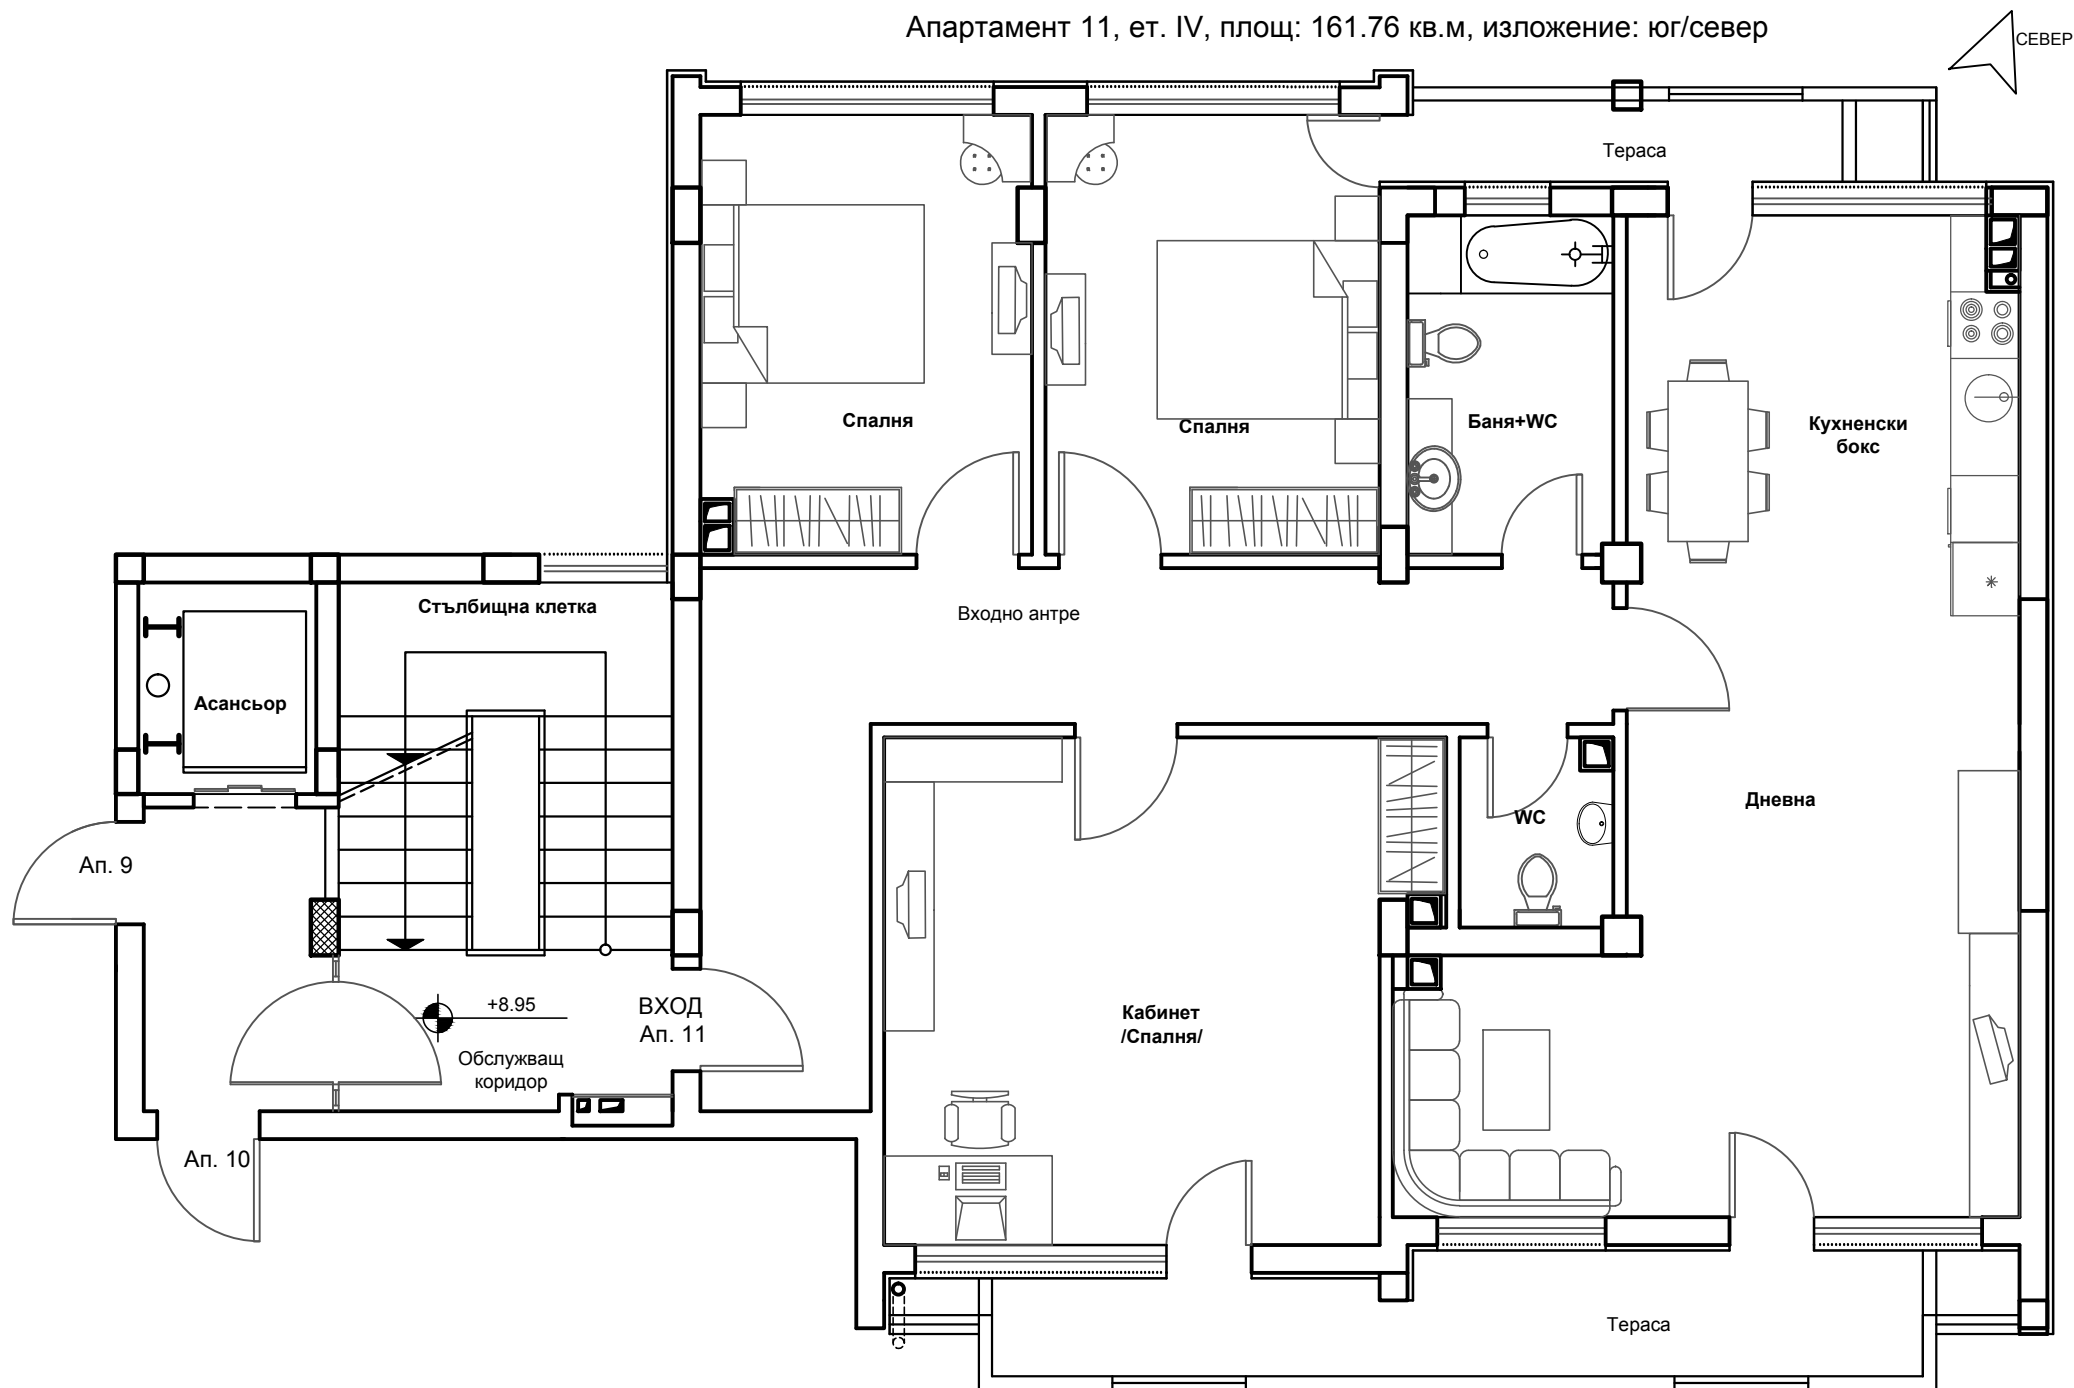 Апартамент 11, ет. IV, площ: 161.76 кв.м, изложение: юг/север
СЕВЕР
Тераса
Спалня
Спалня
Баня+WC
Кухненски
бокс
Стълбищна клетка
Входно антре
Асансьор
Дневна
WC
Ап. 9
+8.95
ВХОД
Ап. 11
Кабинет
/Спалня/
Обслужващ
коридор
Ап. 10
Тераса